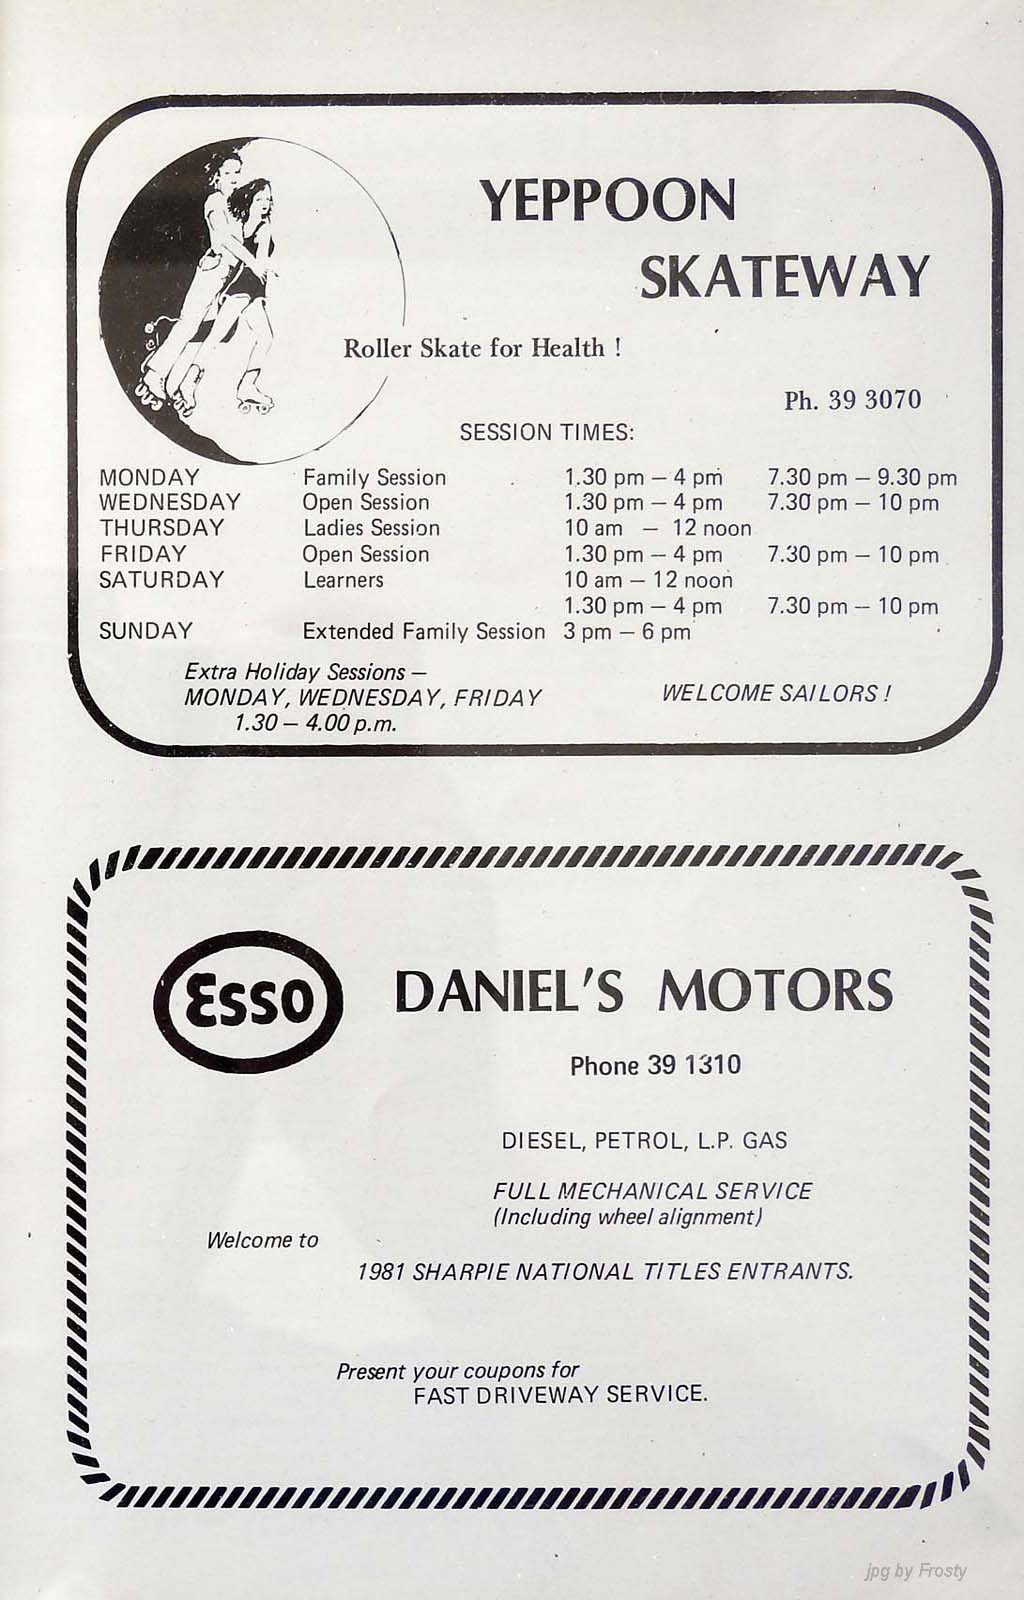 YEPPOON
SKATEWAY
Roller Skate for Health !
Ph. 39 3070
SESSION TIMES:
MONDAY Family Session 1.30 pm – 4 pm 7.30 pm – 9.30 pm
WEDNESDAY Open Session 1.30 pm – 4 pm 7.30 pm – 10 pm
THURSDAY Ladies Session 10 am – 12 noon
FRIDAY Open Session 1.30 pm – 4 pm 7.30 pm – 10 pm
SATURDAY Learners 10 am – 12 noon
1.30 pm – 4 pm 7.30 pm – 10 pm
SUNDAY Extended Family Session 3 pm – 6 pm
Extra Holiday Sessions –
MONDAY, WEDNESDAY, FRIDAY
1.30 – 4.00 p.m.
WELCOME SAILORS !
Esso
DANIEL'S MOTORS
Phone 39 1310
DIESEL, PETROL, L.P. GAS
FULL MECHANICAL SERVICE
(Including wheel alignment)
Welcome to
1981 SHARPIE NATIONAL TITLES ENTRANTS.
Present your coupons for
FAST DRIVEWAY SERVICE.
jpg by Frosty